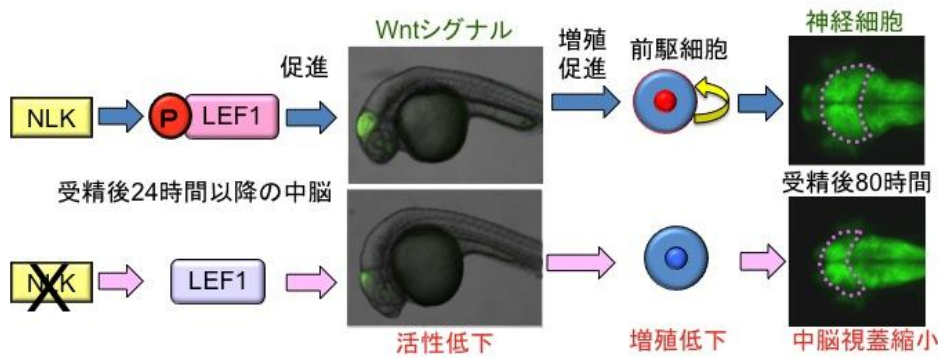 Wntシグナル
神経細胞
促進
増殖
促進
前駆細胞
NLK
P
LEF1
受精後24時間以降の中脳
受精後80時間
NLK
X
LEF1
活性低下
増殖低下
中脳視蓋縮小